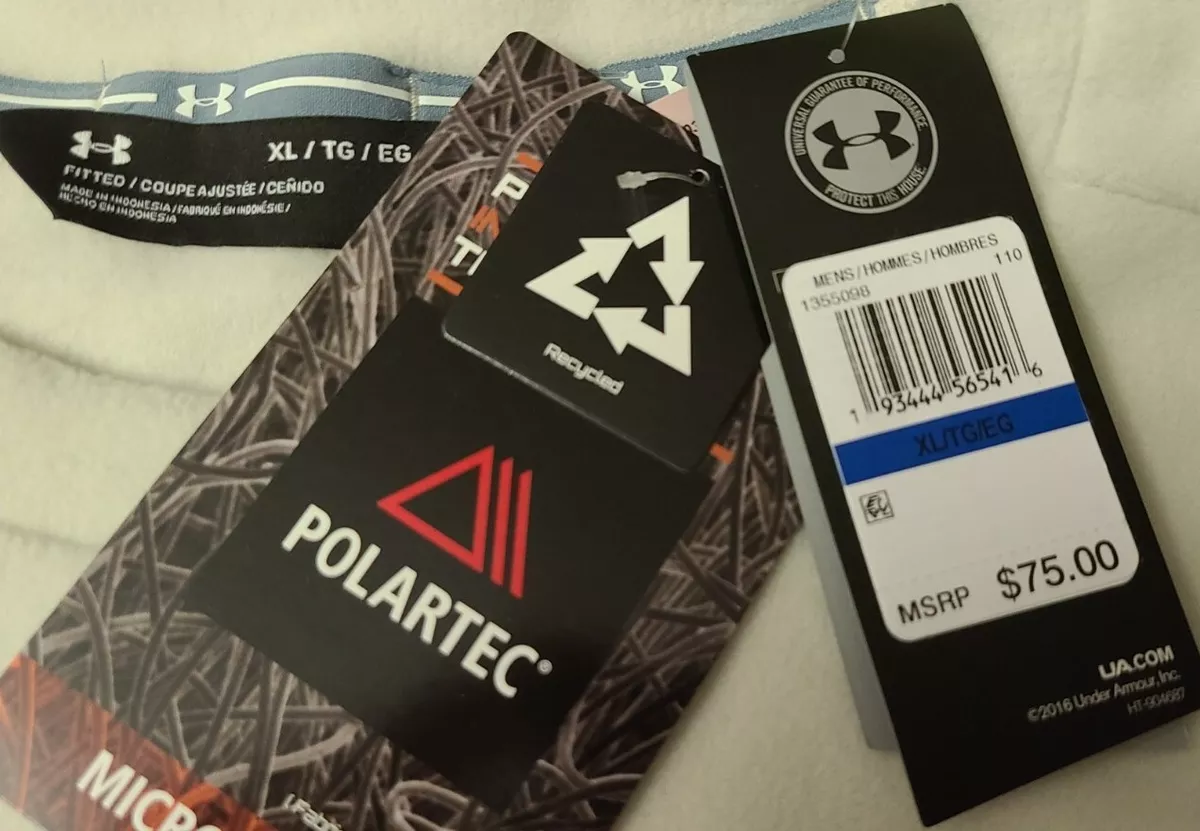 XL / TG / EG
FITTED / COUPE AJUSTÉE / CEÑIDO
MADE IN INDONESIA / FABRIQUÉ EN INDONÉSIE /
HECHO EN INDONESIA
Recycled
POLARTEC®
UNIVERSAL GUARANTEE OF PERFORMANCE.
PROTECT THIS HOUSE.
MENS / HOMMES / HOMBRES
1355098 110
1 93444 56541 6
XL/TG/EG
MSRP $75.00
UA.COM
©2016 Under Armour, Inc.
HT-904687